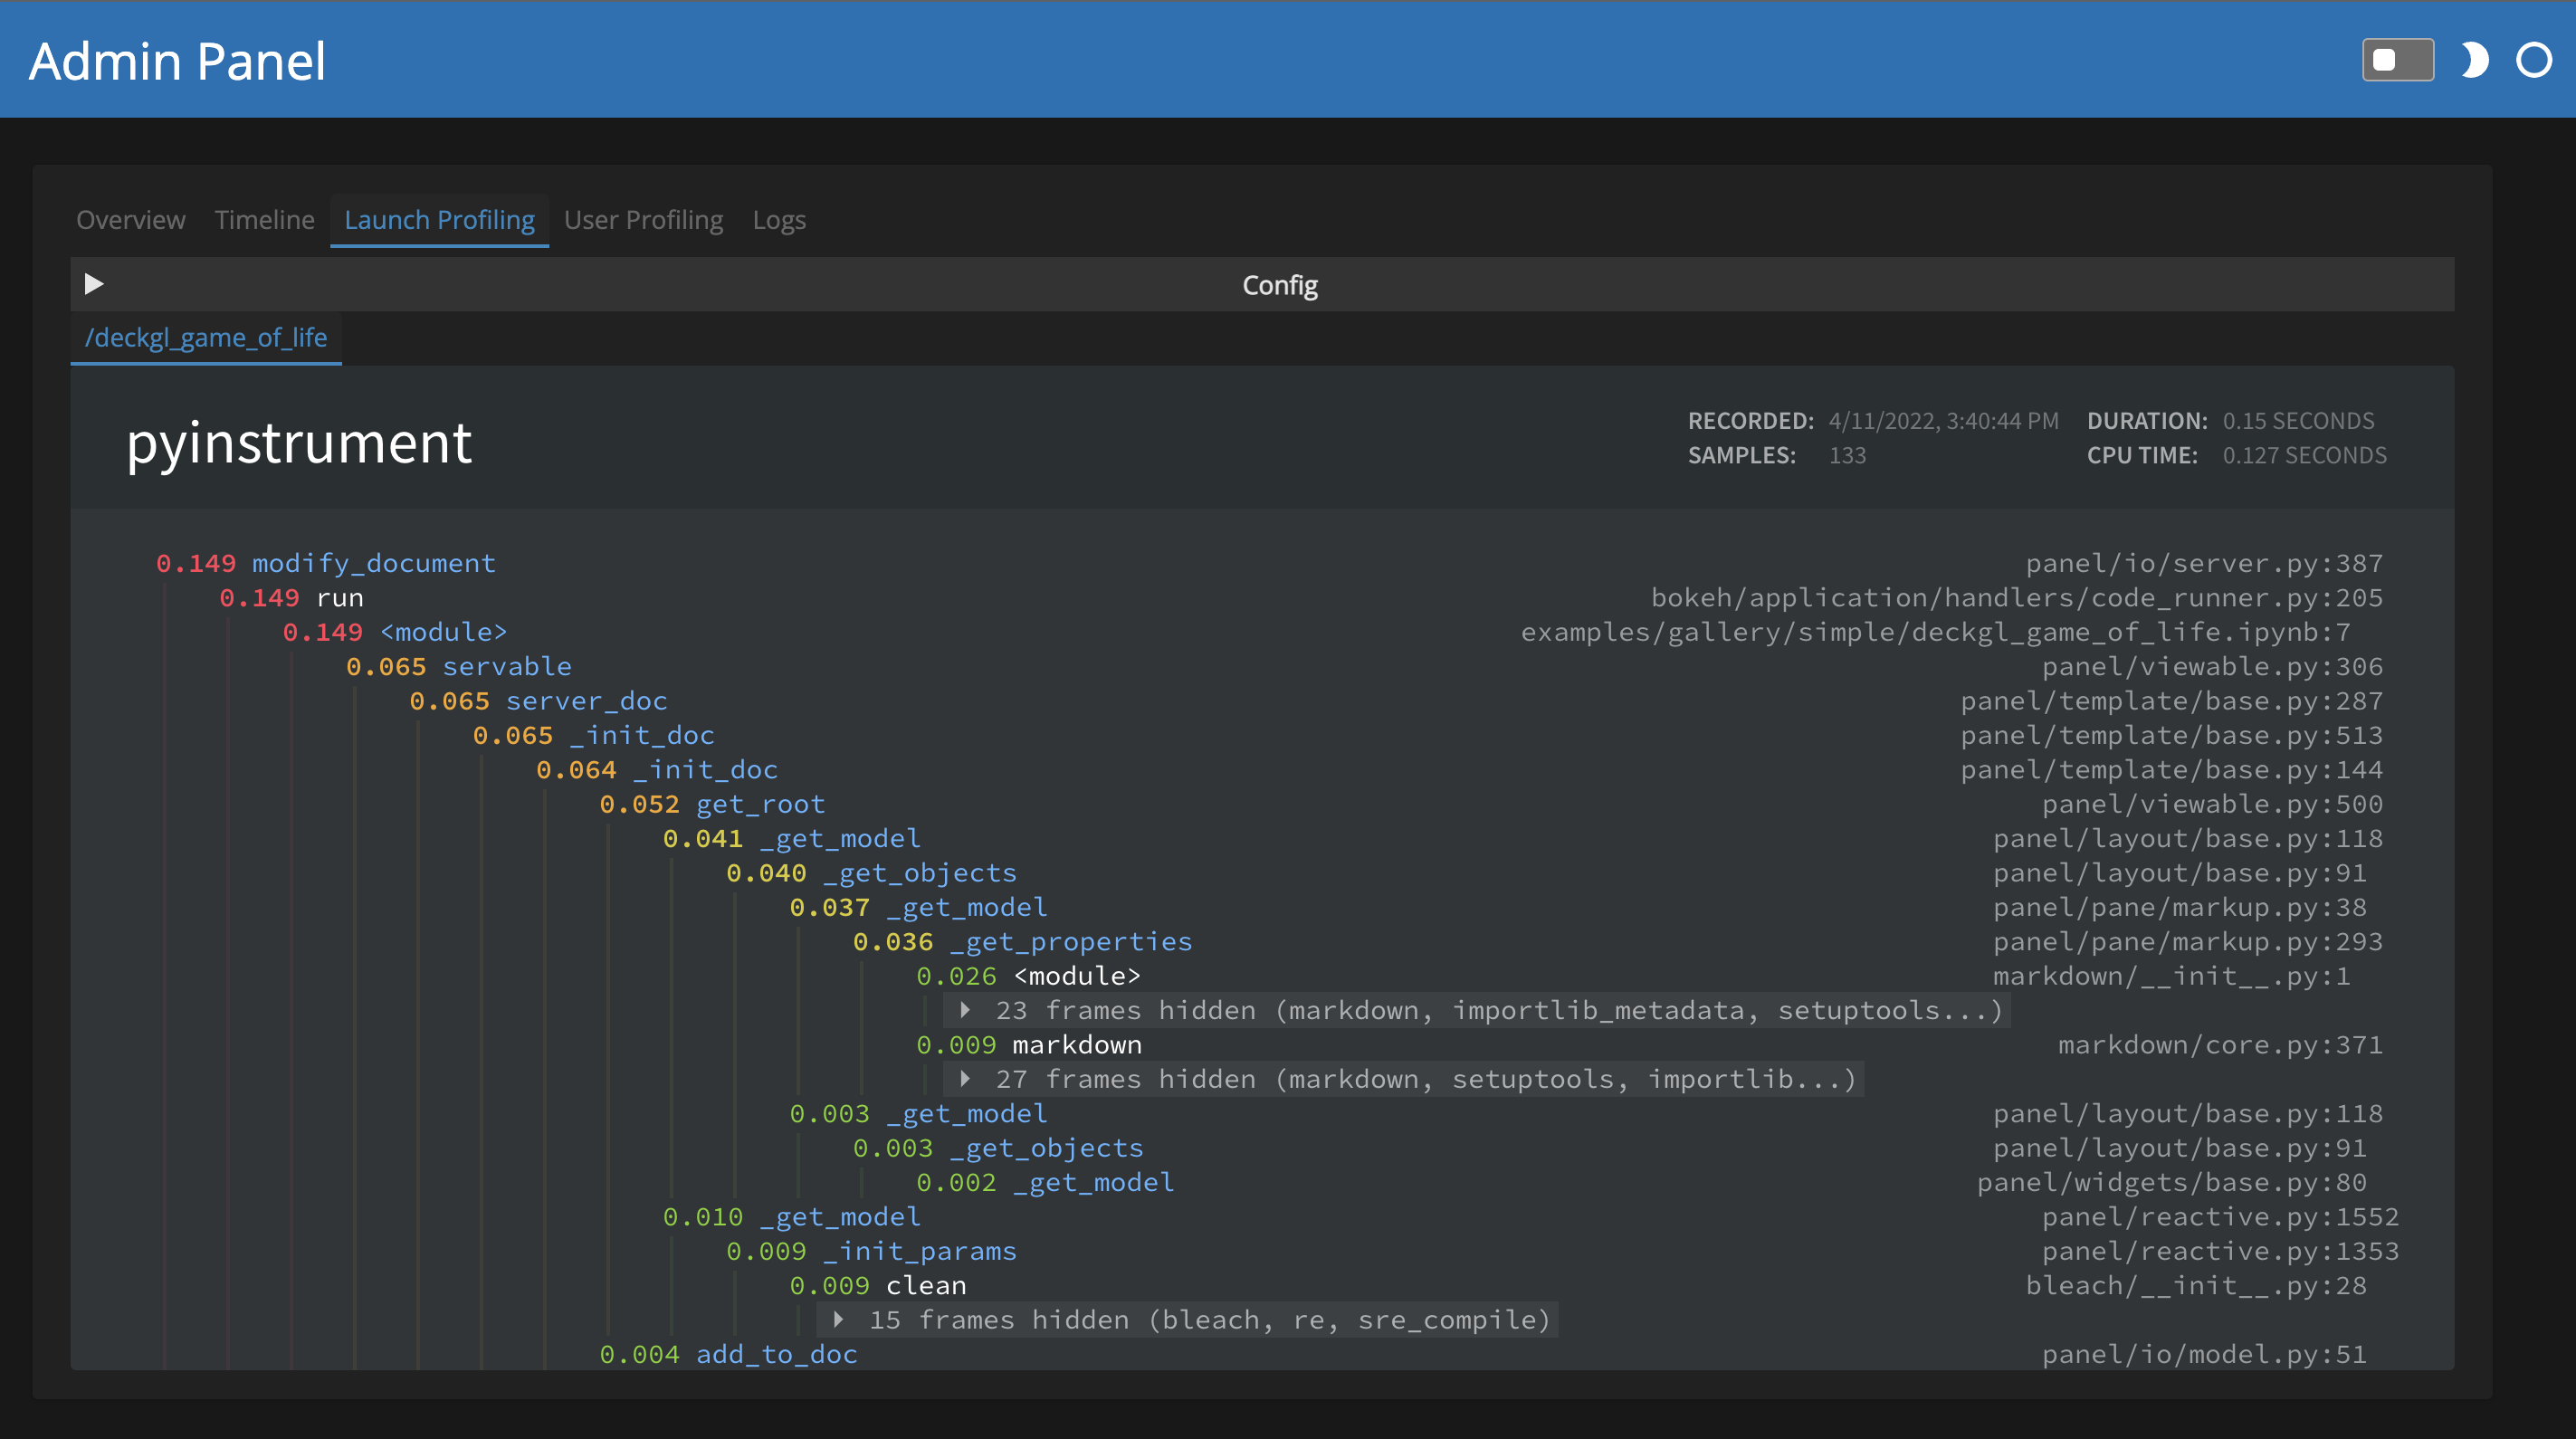 Admin Panel
Overview Timeline Launch Profiling User Profiling Logs
Config
/deckgl_game_of_life
pyinstrument
RECORDED: 4/11/2022, 3:40:44 PM DURATION: 0.15 SECONDS
SAMPLES: 133 CPU TIME: 0.127 SECONDS
0.149 modify_document panel/io/server.py:387
0.149 run bokeh/application/handlers/code_runner.py:205
0.149 <module> examples/gallery/simple/deckgl_game_of_life.ipynb:7
0.065 servable panel/viewable.py:306
0.065 server_doc panel/template/base.py:287
0.065 _init_doc panel/template/base.py:513
0.064 _init_doc panel/template/base.py:144
0.052 get_root panel/viewable.py:500
0.041 _get_model panel/layout/base.py:118
0.040 _get_objects panel/layout/base.py:91
0.037 _get_model panel/pane/markup.py:38
0.036 _get_properties panel/pane/markup.py:293
0.026 <module> markdown/__init__.py:1
23 frames hidden (markdown, importlib_metadata, setuptools...)
0.009 markdown markdown/core.py:371
27 frames hidden (markdown, setuptools, importlib...)
0.003 _get_model panel/layout/base.py:118
0.003 _get_objects panel/layout/base.py:91
0.002 _get_model panel/widgets/base.py:80
0.010 _get_model panel/reactive.py:1552
0.009 _init_params panel/reactive.py:1353
0.009 clean bleach/__init__.py:28
15 frames hidden (bleach, re, sre_compile)
0.004 add_to_doc panel/io/model.py:51